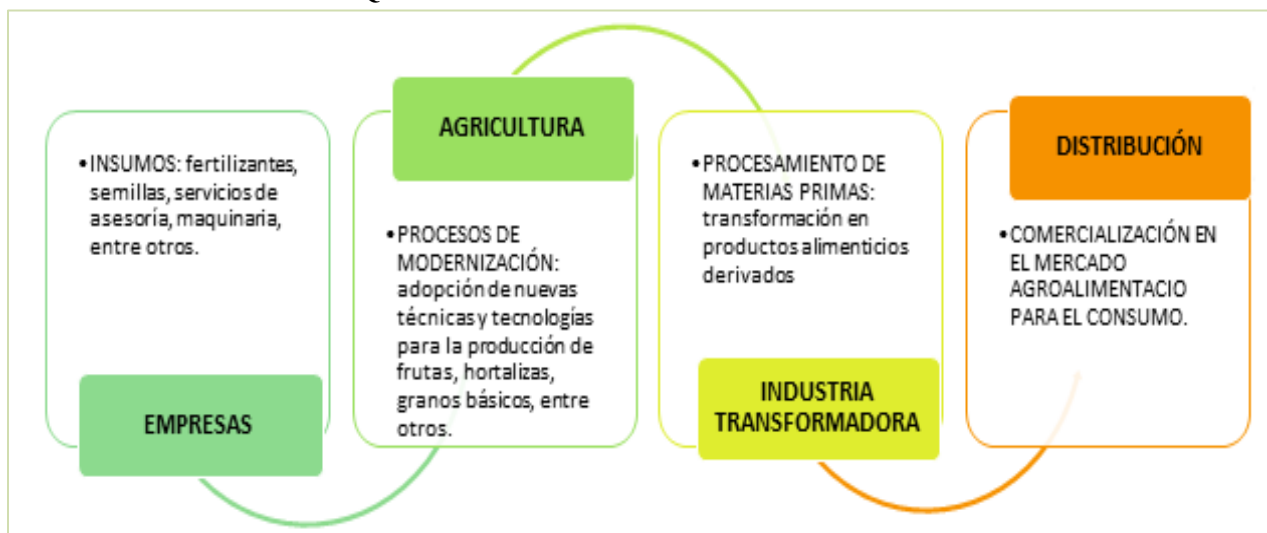 •INSUMOS: fertilizantes,
semillas, servicios de
asesoría, maquinaria,
entre otros.
EMPRESAS
AGRICULTURA
•PROCESOS DE
MODERNIZACIÓN:
adopción de nuevas
técnicas y tecnologías
para la producción de
frutas, hortalizas,
granos básicos, entre
otros.
•PROCESAMIENTO DE
MATERIAS PRIMAS:
transformación en
productos alimenticios
derivados
INDUSTRIA
TRANSFORMADORA
DISTRIBUCIÓN
•COMERCIALIZACIÓN EN
EL MERCADO
AGROALIMENTACIO
PARA EL CONSUMO.